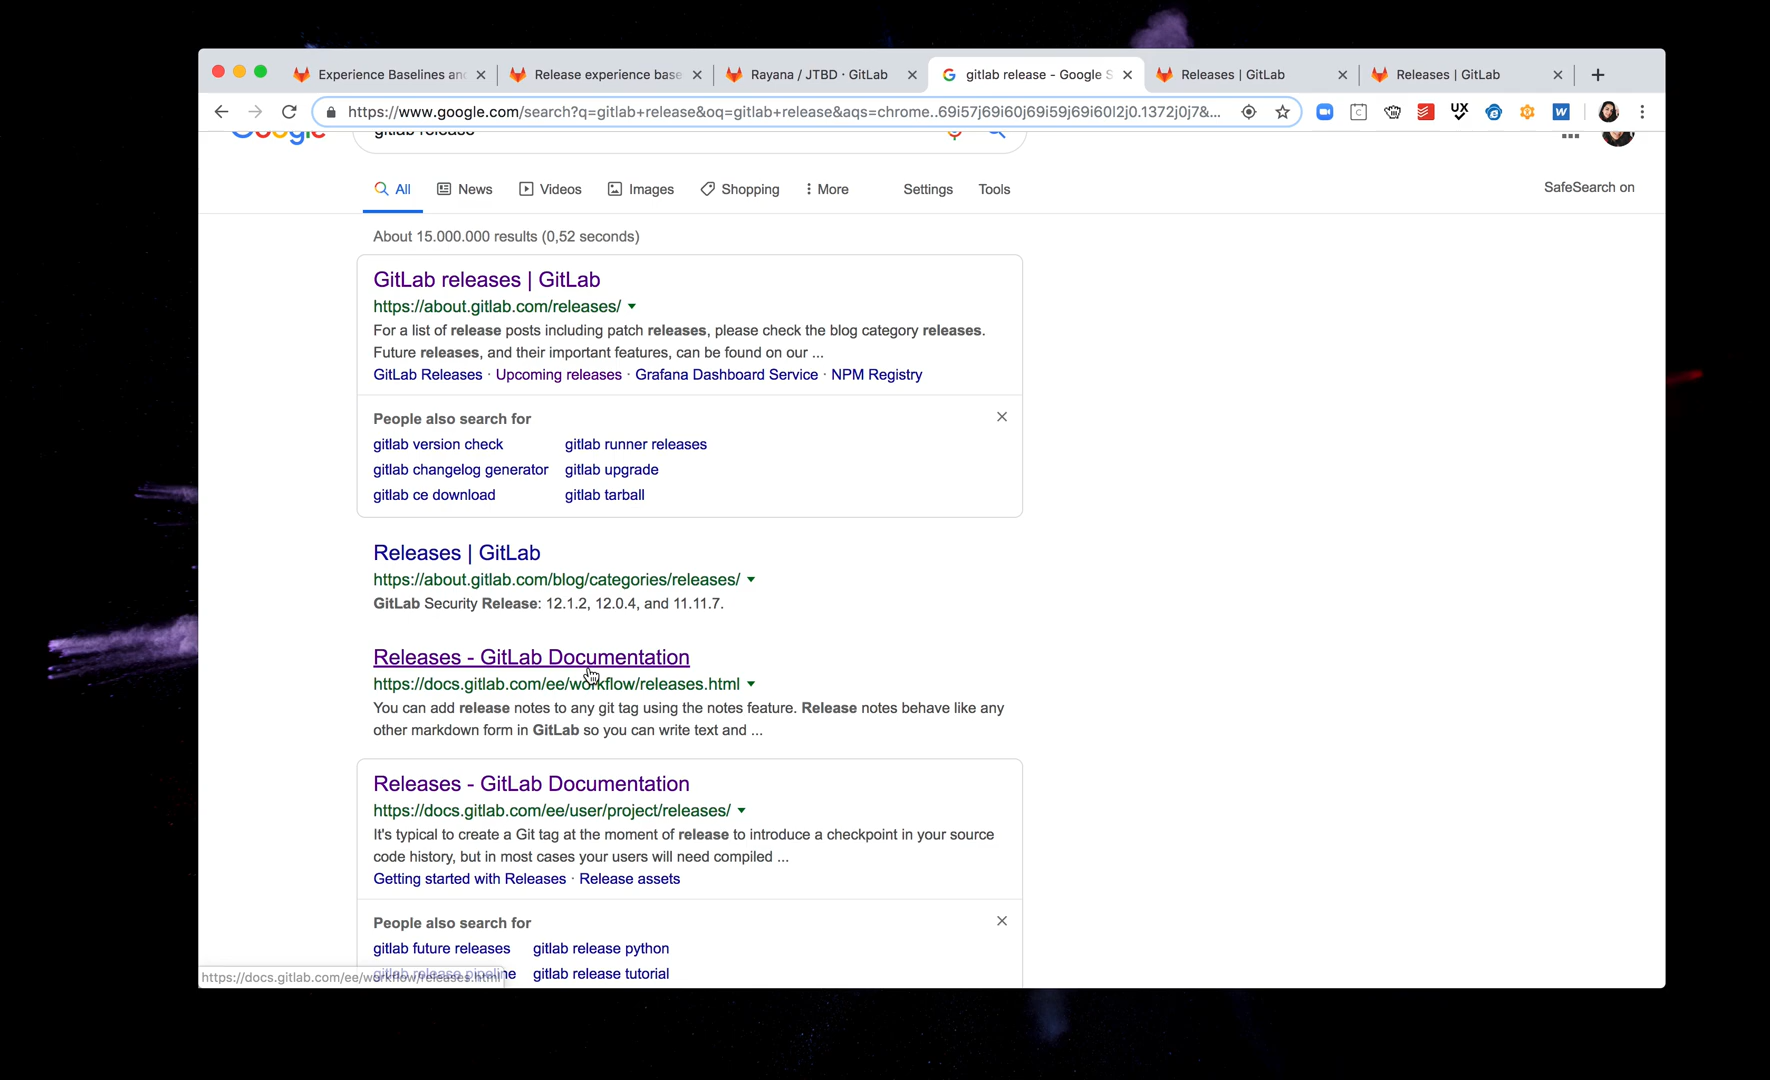 Experience Baselines an
Release experience base
Rayana / JTBD · GitLab
gitlab release - Google S
Releases | GitLab
Releases | GitLab
https://www.google.com/search?q=gitlab+release&oq=gitlab+release&aqs=chrome..69i57j69i60j69i59j69i60l2j0.1372j0j7&...
Google
gitlab release
All
News
Videos
Images
Shopping
More
Settings
Tools
SafeSearch on
About 15.000.000 results (0,52 seconds)
GitLab releases | GitLab
https://about.gitlab.com/releases/
For a list of release posts including patch releases, please check the blog category releases.
Future releases, and their important features, can be found on our ...
GitLab Releases · Upcoming releases · Grafana Dashboard Service · NPM Registry
People also search for
gitlab version check gitlab runner releases
gitlab changelog generator gitlab upgrade
gitlab ce download gitlab tarball
Releases | GitLab
https://about.gitlab.com/blog/categories/releases/
GitLab Security Release: 12.1.2, 12.0.4, and 11.11.7.
Releases - GitLab Documentation
https://docs.gitlab.com/ee/workflow/releases.html
You can add release notes to any git tag using the notes feature. Release notes behave like any
other markdown form in GitLab so you can write text and ...
Releases - GitLab Documentation
https://docs.gitlab.com/ee/user/project/releases/
It's typical to create a Git tag at the moment of release to introduce a checkpoint in your source
code history, but in most cases your users will need compiled ...
Getting started with Releases · Release assets
People also search for
gitlab future releases gitlab release python
gitlab release pipeline gitlab release tutorial
https://docs.gitlab.com/ee/workflow/releases.html